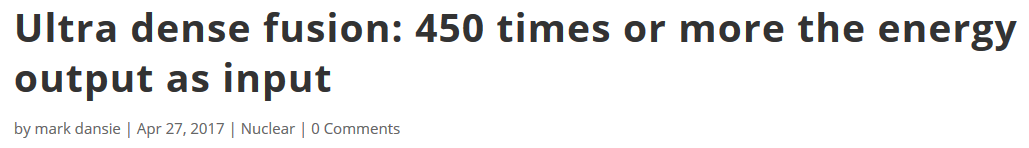 Ultra dense fusion: 450 times or more the energy
output as input
by mark dansie | Apr 27, 2017 | Nuclear | 0 Comments